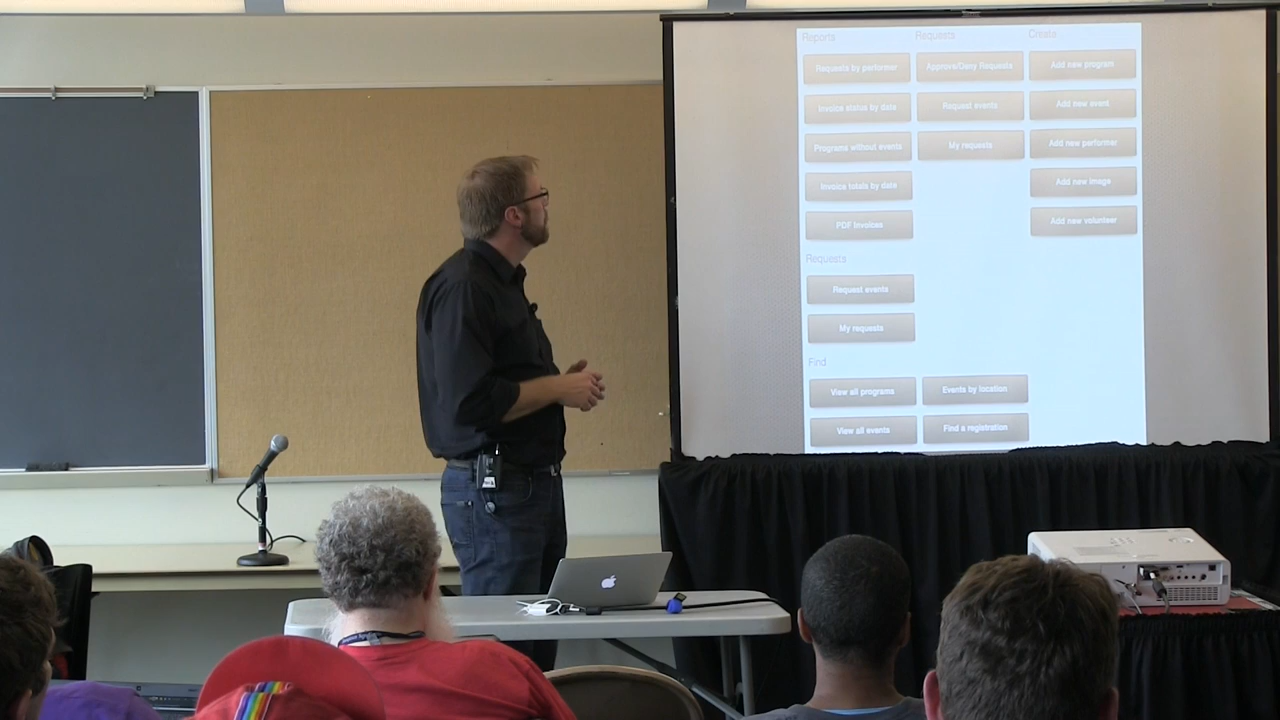 Reports
Requests by performer
Invoice status by date
Programs without events
Invoice totals by date
PDF Invoices
Requests
Approve/Deny Requests
Request events
My requests
Create
Add new program
Add new event
Add new performer
Add new image
Add new volunteer
Requests
Request events
My requests
Find
View all programs
Events by location
View all events
Find a registration